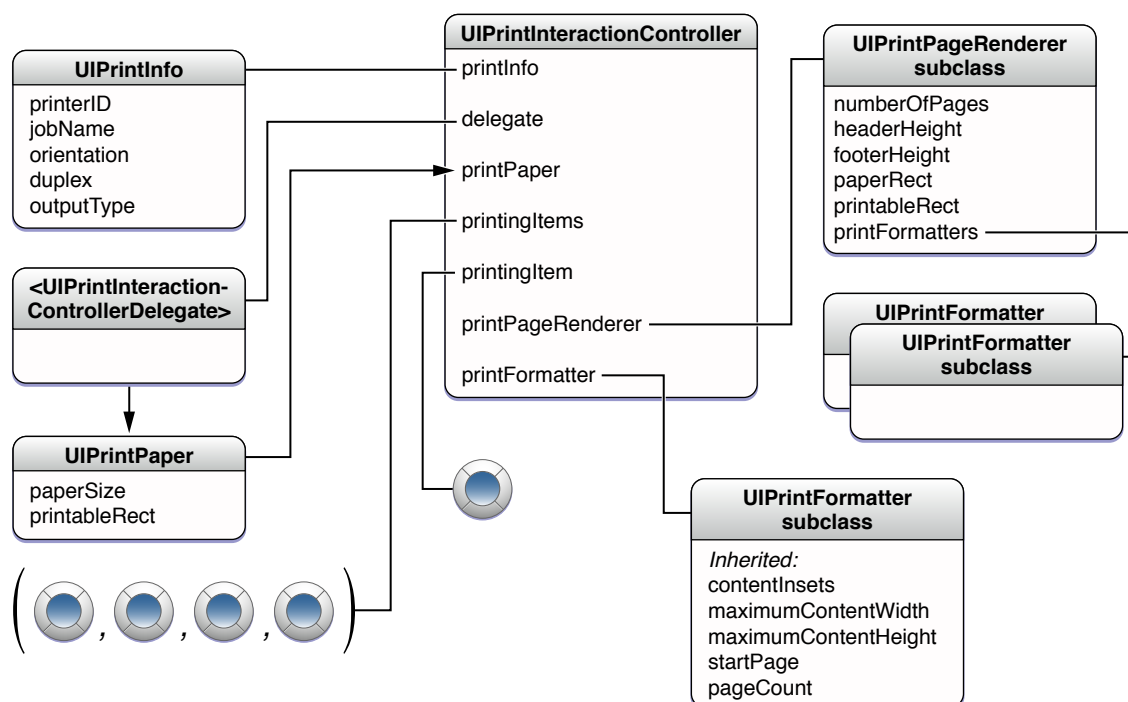 UIPrintInfo
printerID
jobName
orientation
duplex
outputType
<UIPrintInteraction-
ControllerDelegate>
UIPrintPaper
paperSize
printableRect
( , , , )
UIPrintInteractionController
printInfo
delegate
printPaper
printingItems
printingItem
printPageRenderer
printFormatter
UIPrintPageRenderer
subclass
numberOfPages
headerHeight
footerHeight
paperRect
printableRect
printFormatters
UIPrintFormatter
UIPrintFormatter
subclass
UIPrintFormatter
subclass
Inherited:
contentInsets
maximumContentWidth
maximumContentHeight
startPage
pageCount